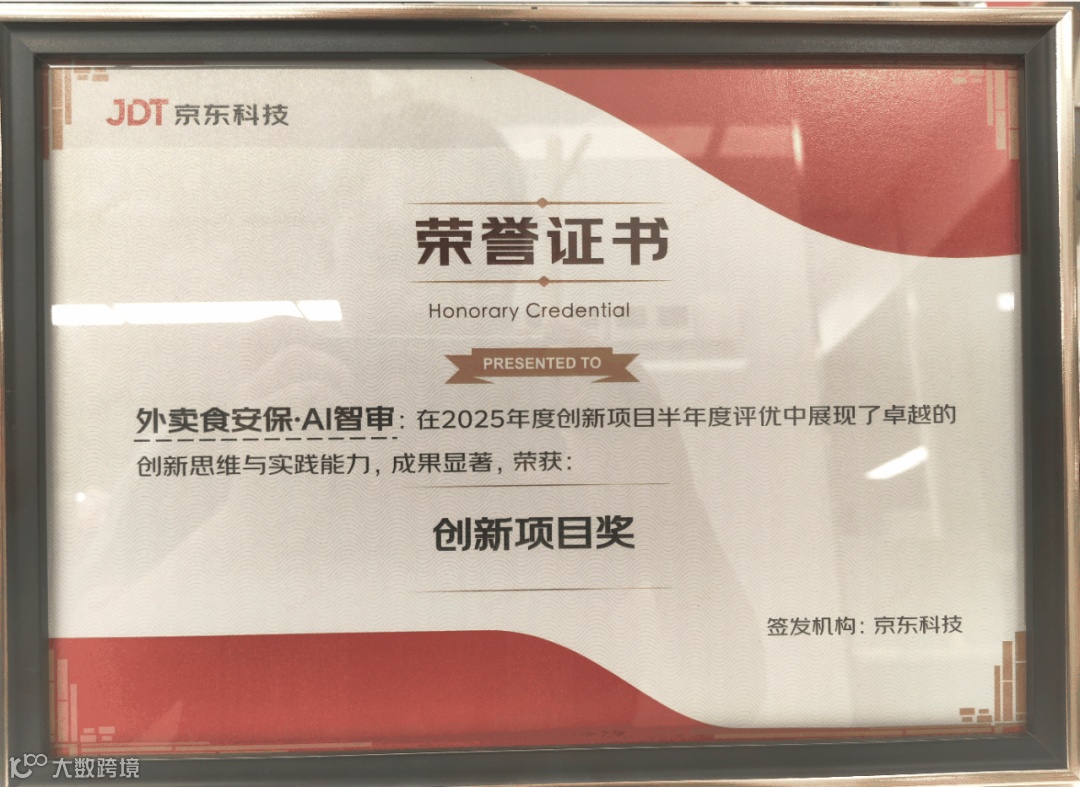 JDT 京东科技
荣誉证书
Honorary Credential
PRESENTED TO
外卖食安保·AI智审：在2025年度创新项目半年度评优中展现了卓越的
创新思维与实践能力，成果显著，荣获：
创新项目奖
签发机构：京东科技
大数跨境